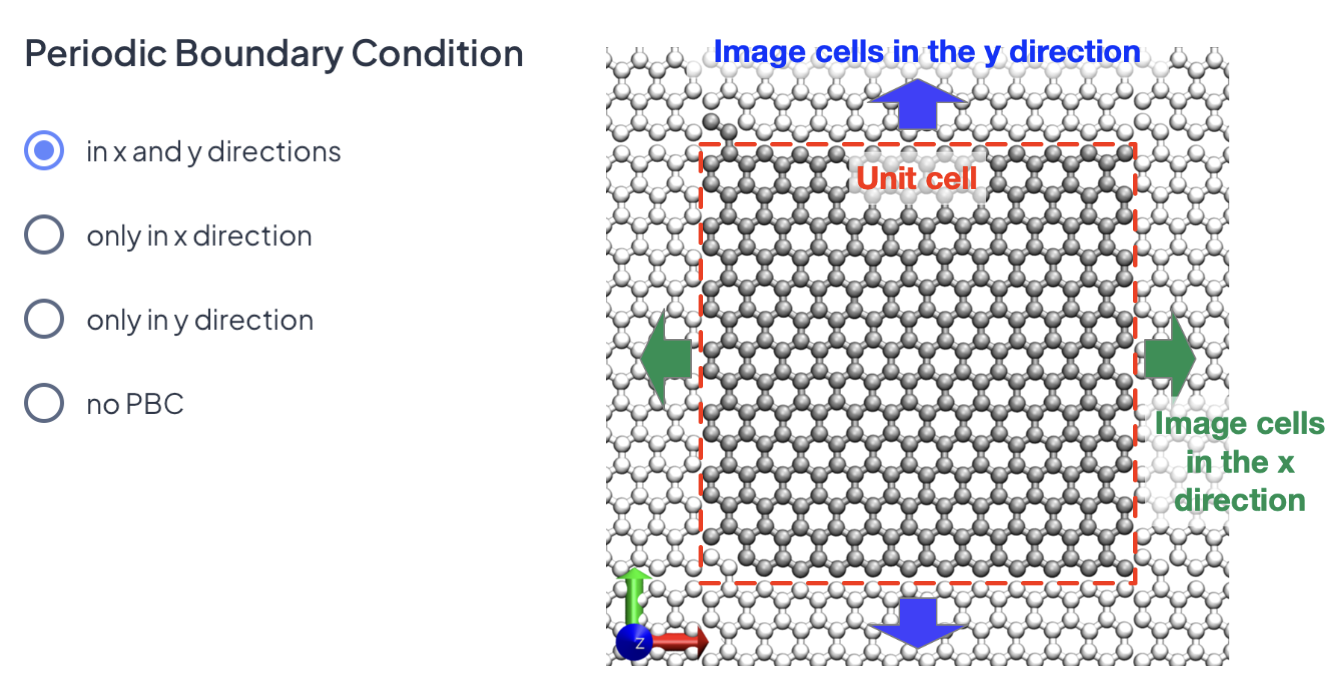 Periodic Boundary Condition
in x and y directions
only in x direction
only in y direction
no PBC
Image cells in the y direction
Unit cell
Image cells
in the x
direction
Z